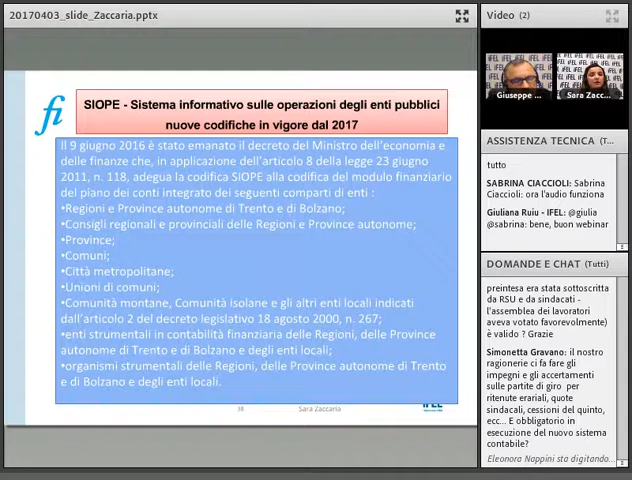 20170403_slide_Zaccaria.pptx
fi
SIOPE - Sistema informativo sulle operazioni degli enti pubblici
nuove codifiche in vigore dal 2017
Il 9 giugno 2016 è stato emanato il decreto del Ministro dell'economia e
delle finanze che, in applicazione dell'articolo 8 della legge 23 giugno
2011, n. 118, adegua la codifica SIOPE alla codifica del modulo finanziario
del piano dei conti integrato dei seguenti comparti di enti :
•Regioni e Province autonome di Trento e di Bolzano;
•Consigli regionali e provinciali delle Regioni e Province autonome;
•Province;
•Comuni;
•Città metropolitane;
•Unioni di comuni;
•Comunità montane, Comunità isolane e gli altri enti locali indicati
dall'articolo 2 del decreto legislativo 18 agosto 2000, n. 267;
•enti strumentali in contabilità finanziaria delle Regioni, delle Province
autonome di Trento e di Bolzano e degli enti locali;
•organismi strumentali delle Regioni, delle Province autonomo di Trento
e di Bolzano e degli enti locali.
Sara Zaccaria
IFEL
Video (2)
Giuseppe ...
Sara Zacc...
ASSISTENZA TECNICA (T...
tutto
SABRINA CIACCIOLI: Sabrina
Ciaccioli: ora l'audio funziona
Giuliana Ruiu - IFEL: @giulia
@sabrina: bene, buon webinar
DOMANDE E CHAT (Tutti)
preintesa era stata sottoscritta
da RSU e da sindacati -
l'assemblea dei lavoratori
aveva votato favorevolmente)
è valido ? Grazie
Simonetta Gravano: il nostro
ragionerie ci fa fare gli
impegni e gli accertamenti
sulle partite di giro per
ritenute erariali, quote
sindacali, cessioni del quinto,
ecc... E obbligatorio in
esecuzione del nuovo sistema
contabile?
Eleonora Nappini sta digitando...